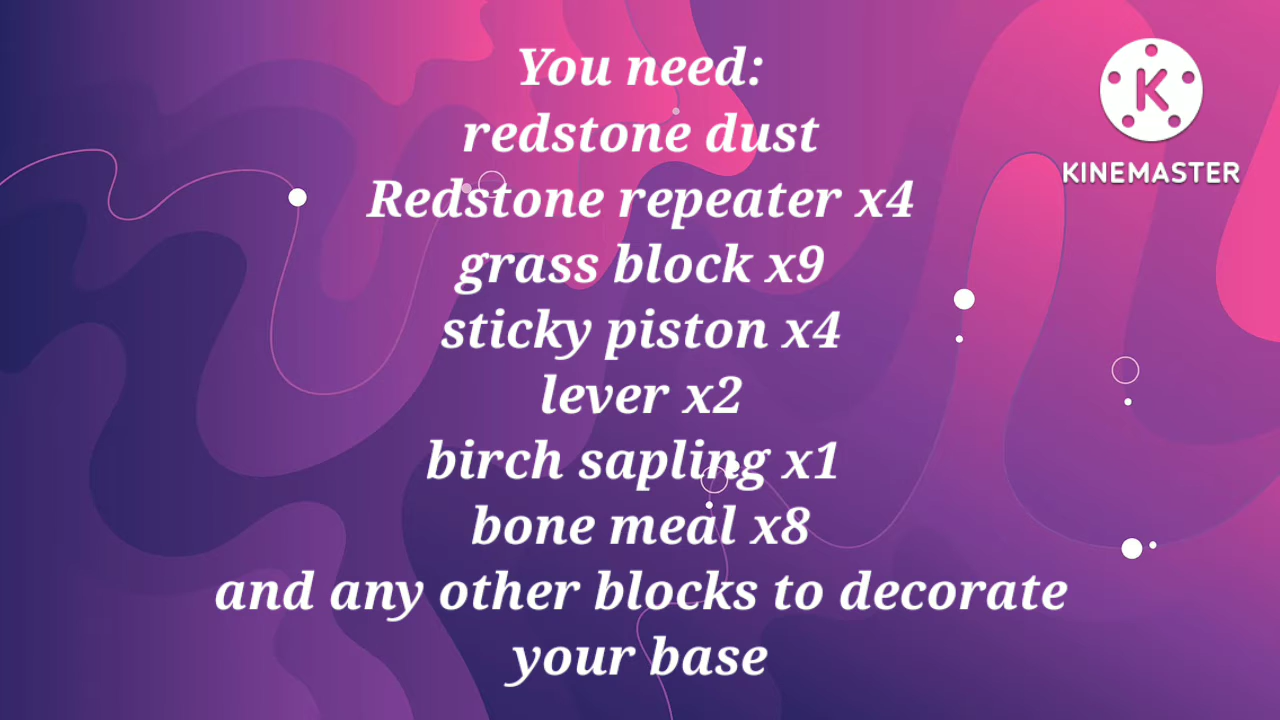 You need:
redstone dust
Redstone repeater x4
grass block x9
sticky piston x4
lever x2
birch sapling x1
bone meal x8
and any other blocks to decorate
your base
K
KINEMASTER